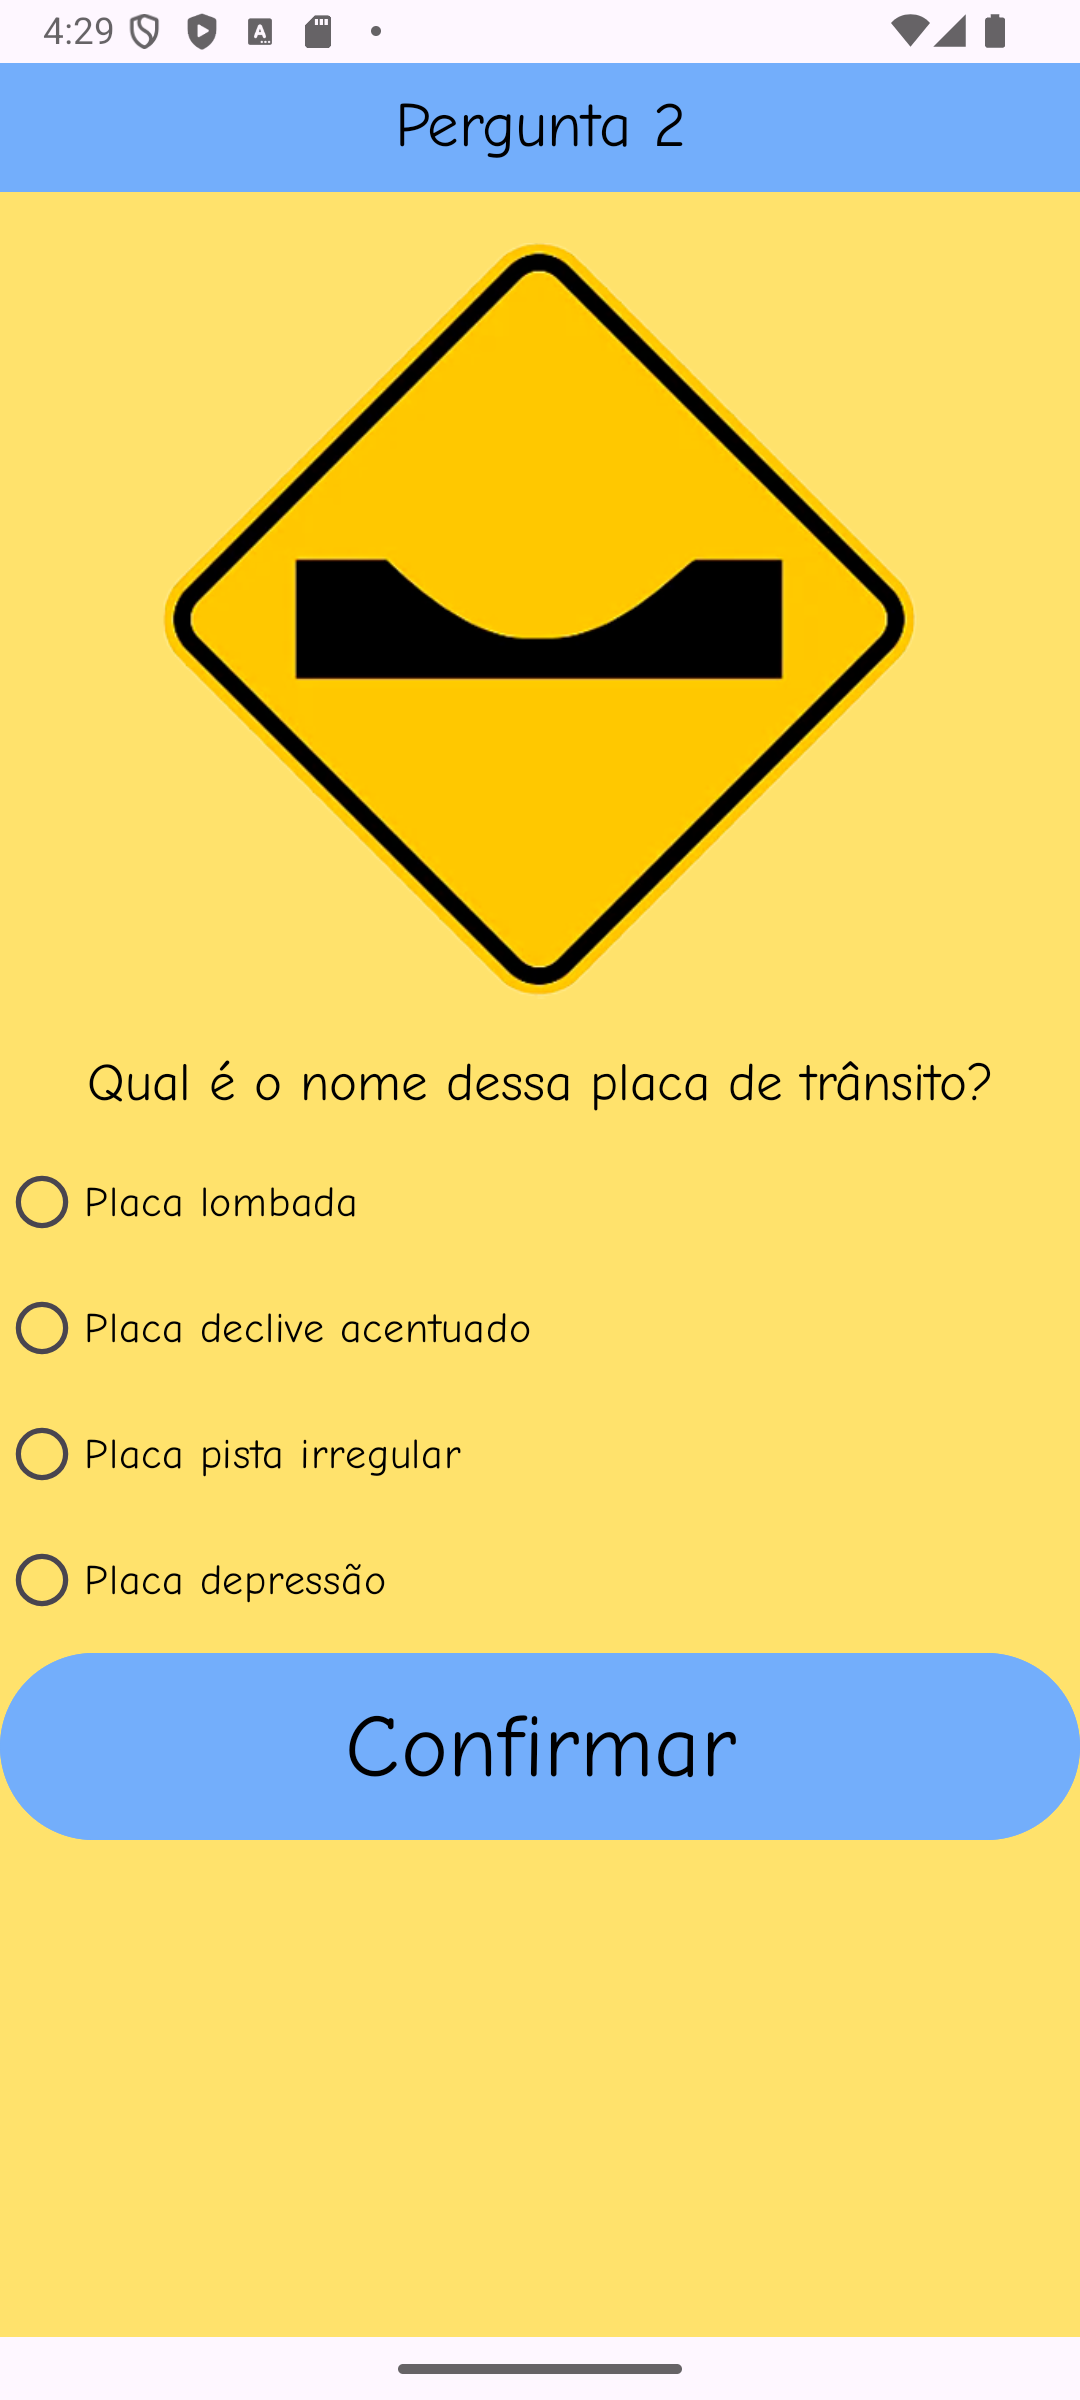 4:29
Pergunta 2
Qual é o nome dessa placa de trânsito?
Placa lombada
Placa declive acentuado
Placa pista irregular
Placa depressão
Confirmar